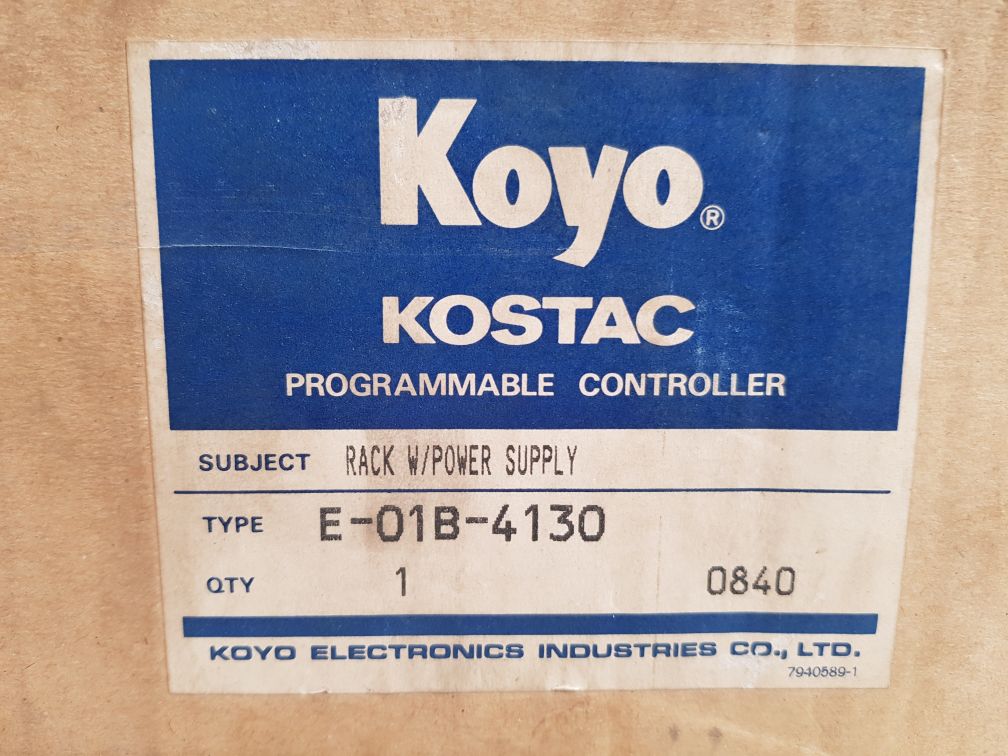 Koyo®
KOSTAC
PROGRAMMABLE CONTROLLER
SUBJECT RACK W/POWER SUPPLY
TYPE E-01B-4130
QTY 1 0840
KOYO ELECTRONICS INDUSTRIES CO., LTD.
7940589-1